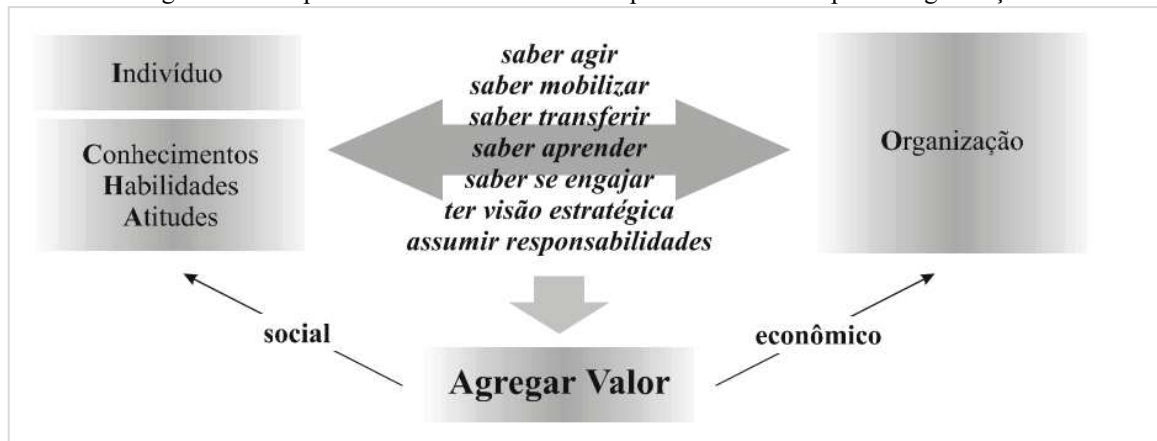 Indivíduo
Conhecimentos
Habilidades
Atitudes
saber agir
saber mobilizar
saber transferir
saber aprender
saber se engajar
ter visão estratégica
assumir responsabilidades
Organização
social
econômico
Agregar Valor